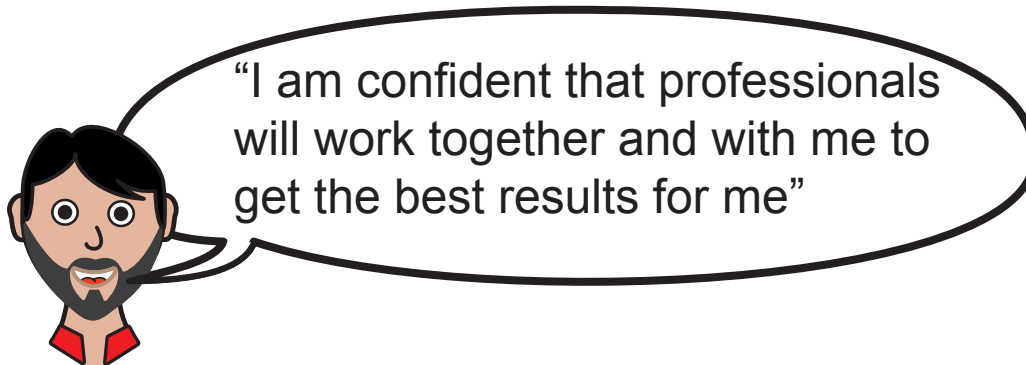 “I am confident that professionals
will work together and with me to
get the best results for me”